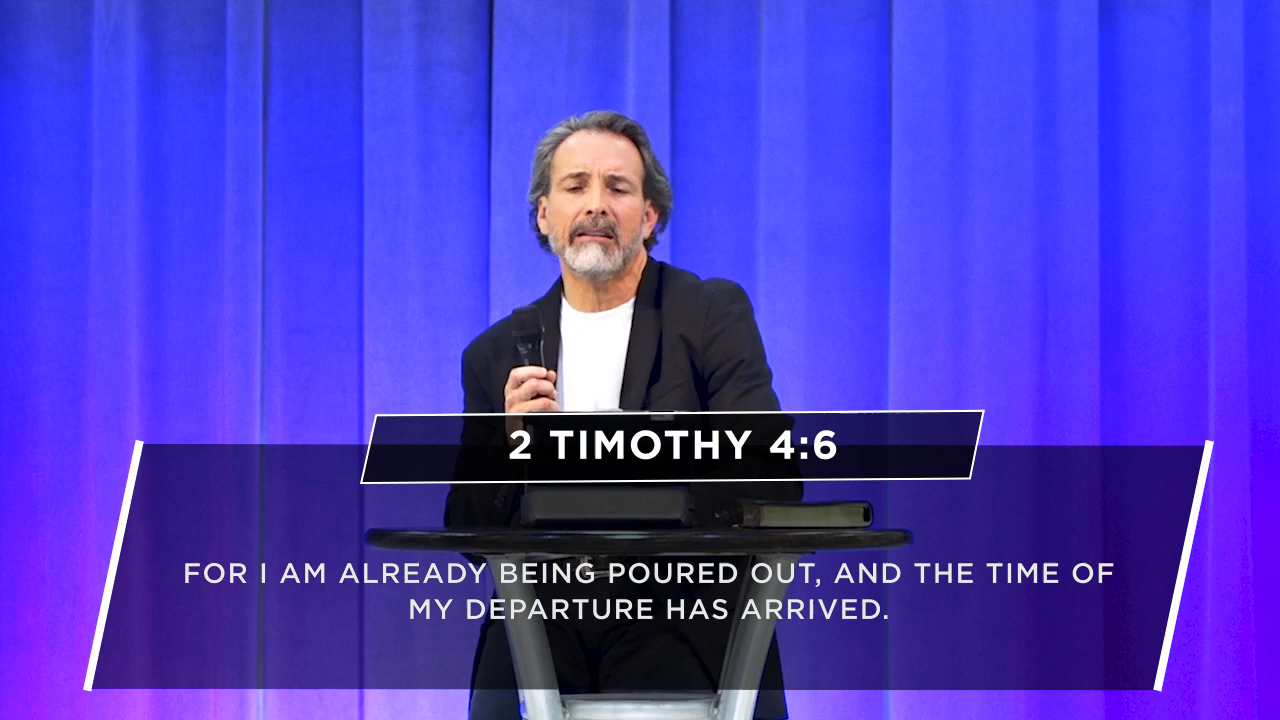 2 TIMOTHY 4:6
FOR I AM ALREADY BEING POURED OUT, AND THE TIME OF
MY DEPARTURE HAS ARRIVED.